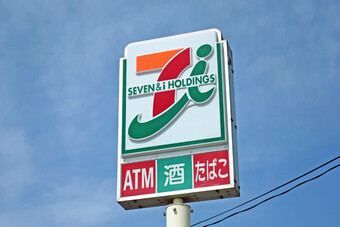 SEVEN & i HOLDINGS
ATM 酒 たばこ